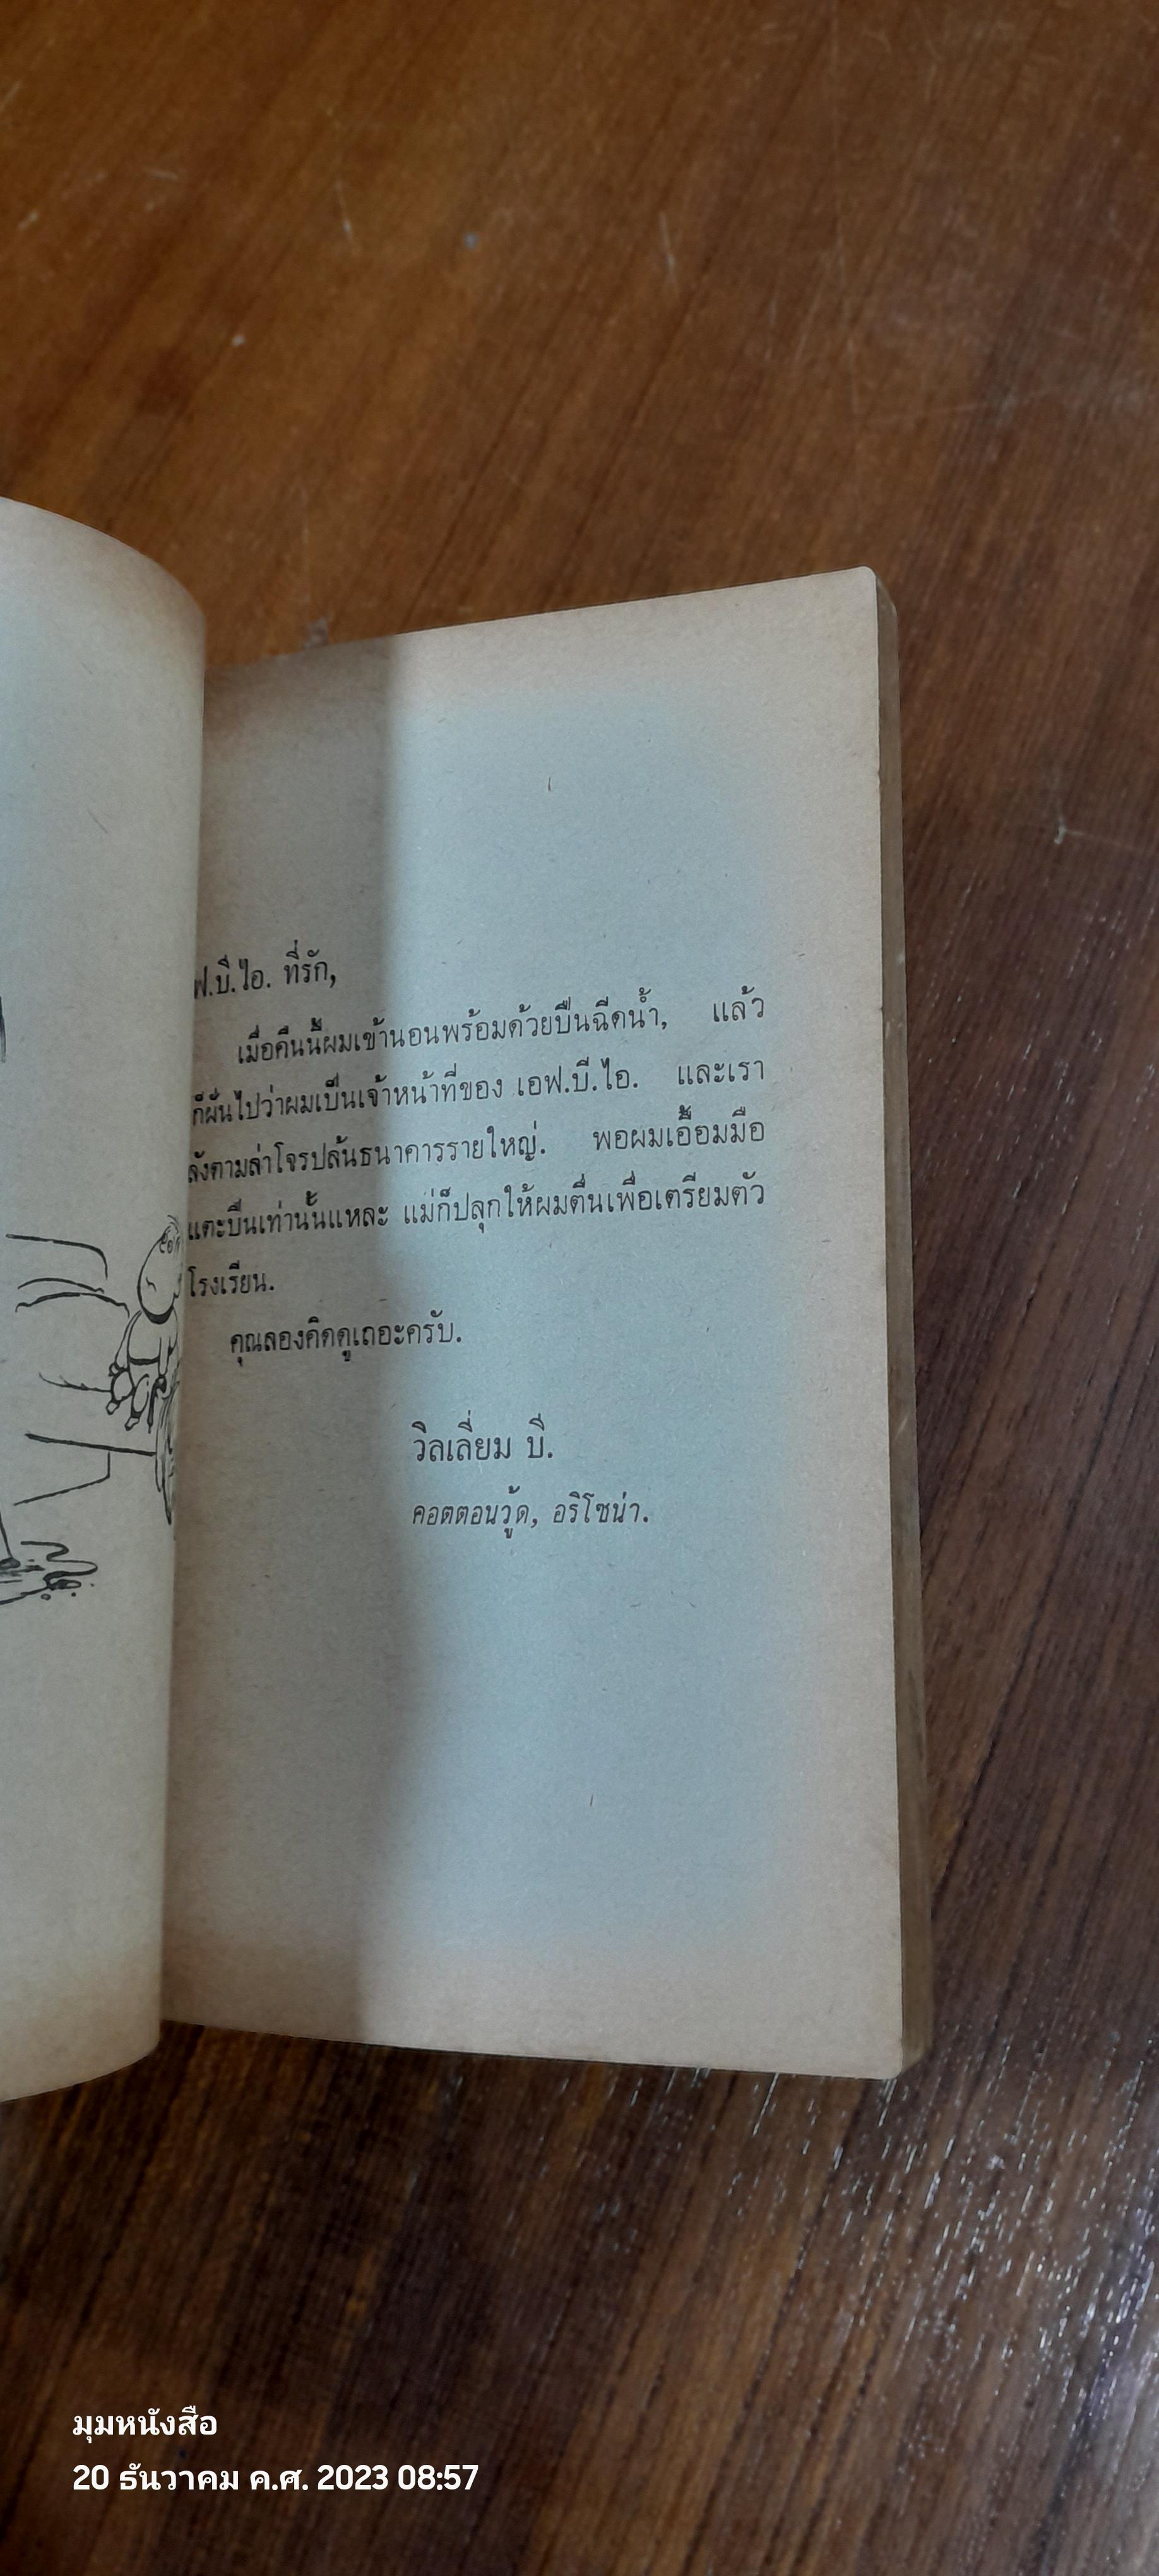 ฟ.บี.ไอ. ที่รัก,
เมื่อคืนนี้ผมเข้านอนพร้อมด้วยปืนฉีดน้ำ, แล้ว
ก็ฝันไปว่าผมเป็นเจ้าหน้าที่ของ เอฟ.บี.ไอ. และเรา
ลังตามล่าโจรปล้นธนาคารรายใหญ่. พอผมเอื้อมมือ
แตะปืนเท่านั้นแหละ แม่ก็ปลุกให้ผมตื่นเพื่อเตรียมตัว
โรงเรียน.
คุณลองคิดดูเถอะครับ.
วิลเลี่ยม บี.
คอตตอนวู้ด, อริโซน่า.
มุมหนังสือ
20 ธันวาคม ค.ศ. 2023 08:57